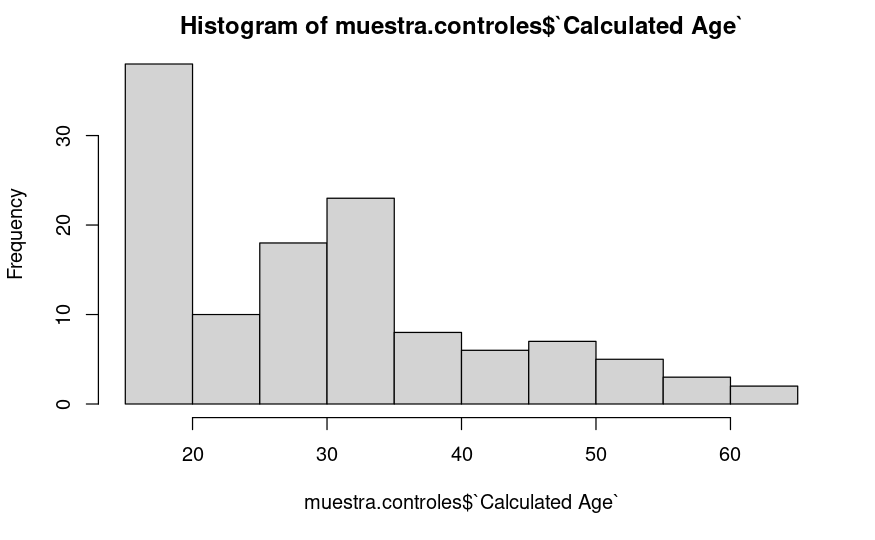 Histogram of muestra.controles$`Calculated Age`
Frequency
30
20
10
0
20 30 40 50 60
muestra.controles$`Calculated Age`